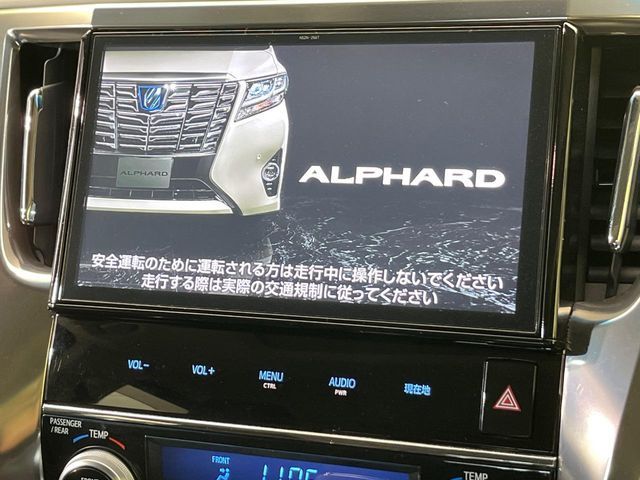 ALPHARD
ALPHARD
安全運転のために運転される方は走行中に操作しないでください
走行する際は実際の交通規制に従ってください
VOL−
VOL+
MENU
CTRL
AUDIO
PWR
現在地
PASSENGER
/REAR
TEMP
FRONT
FRONT
TEMP